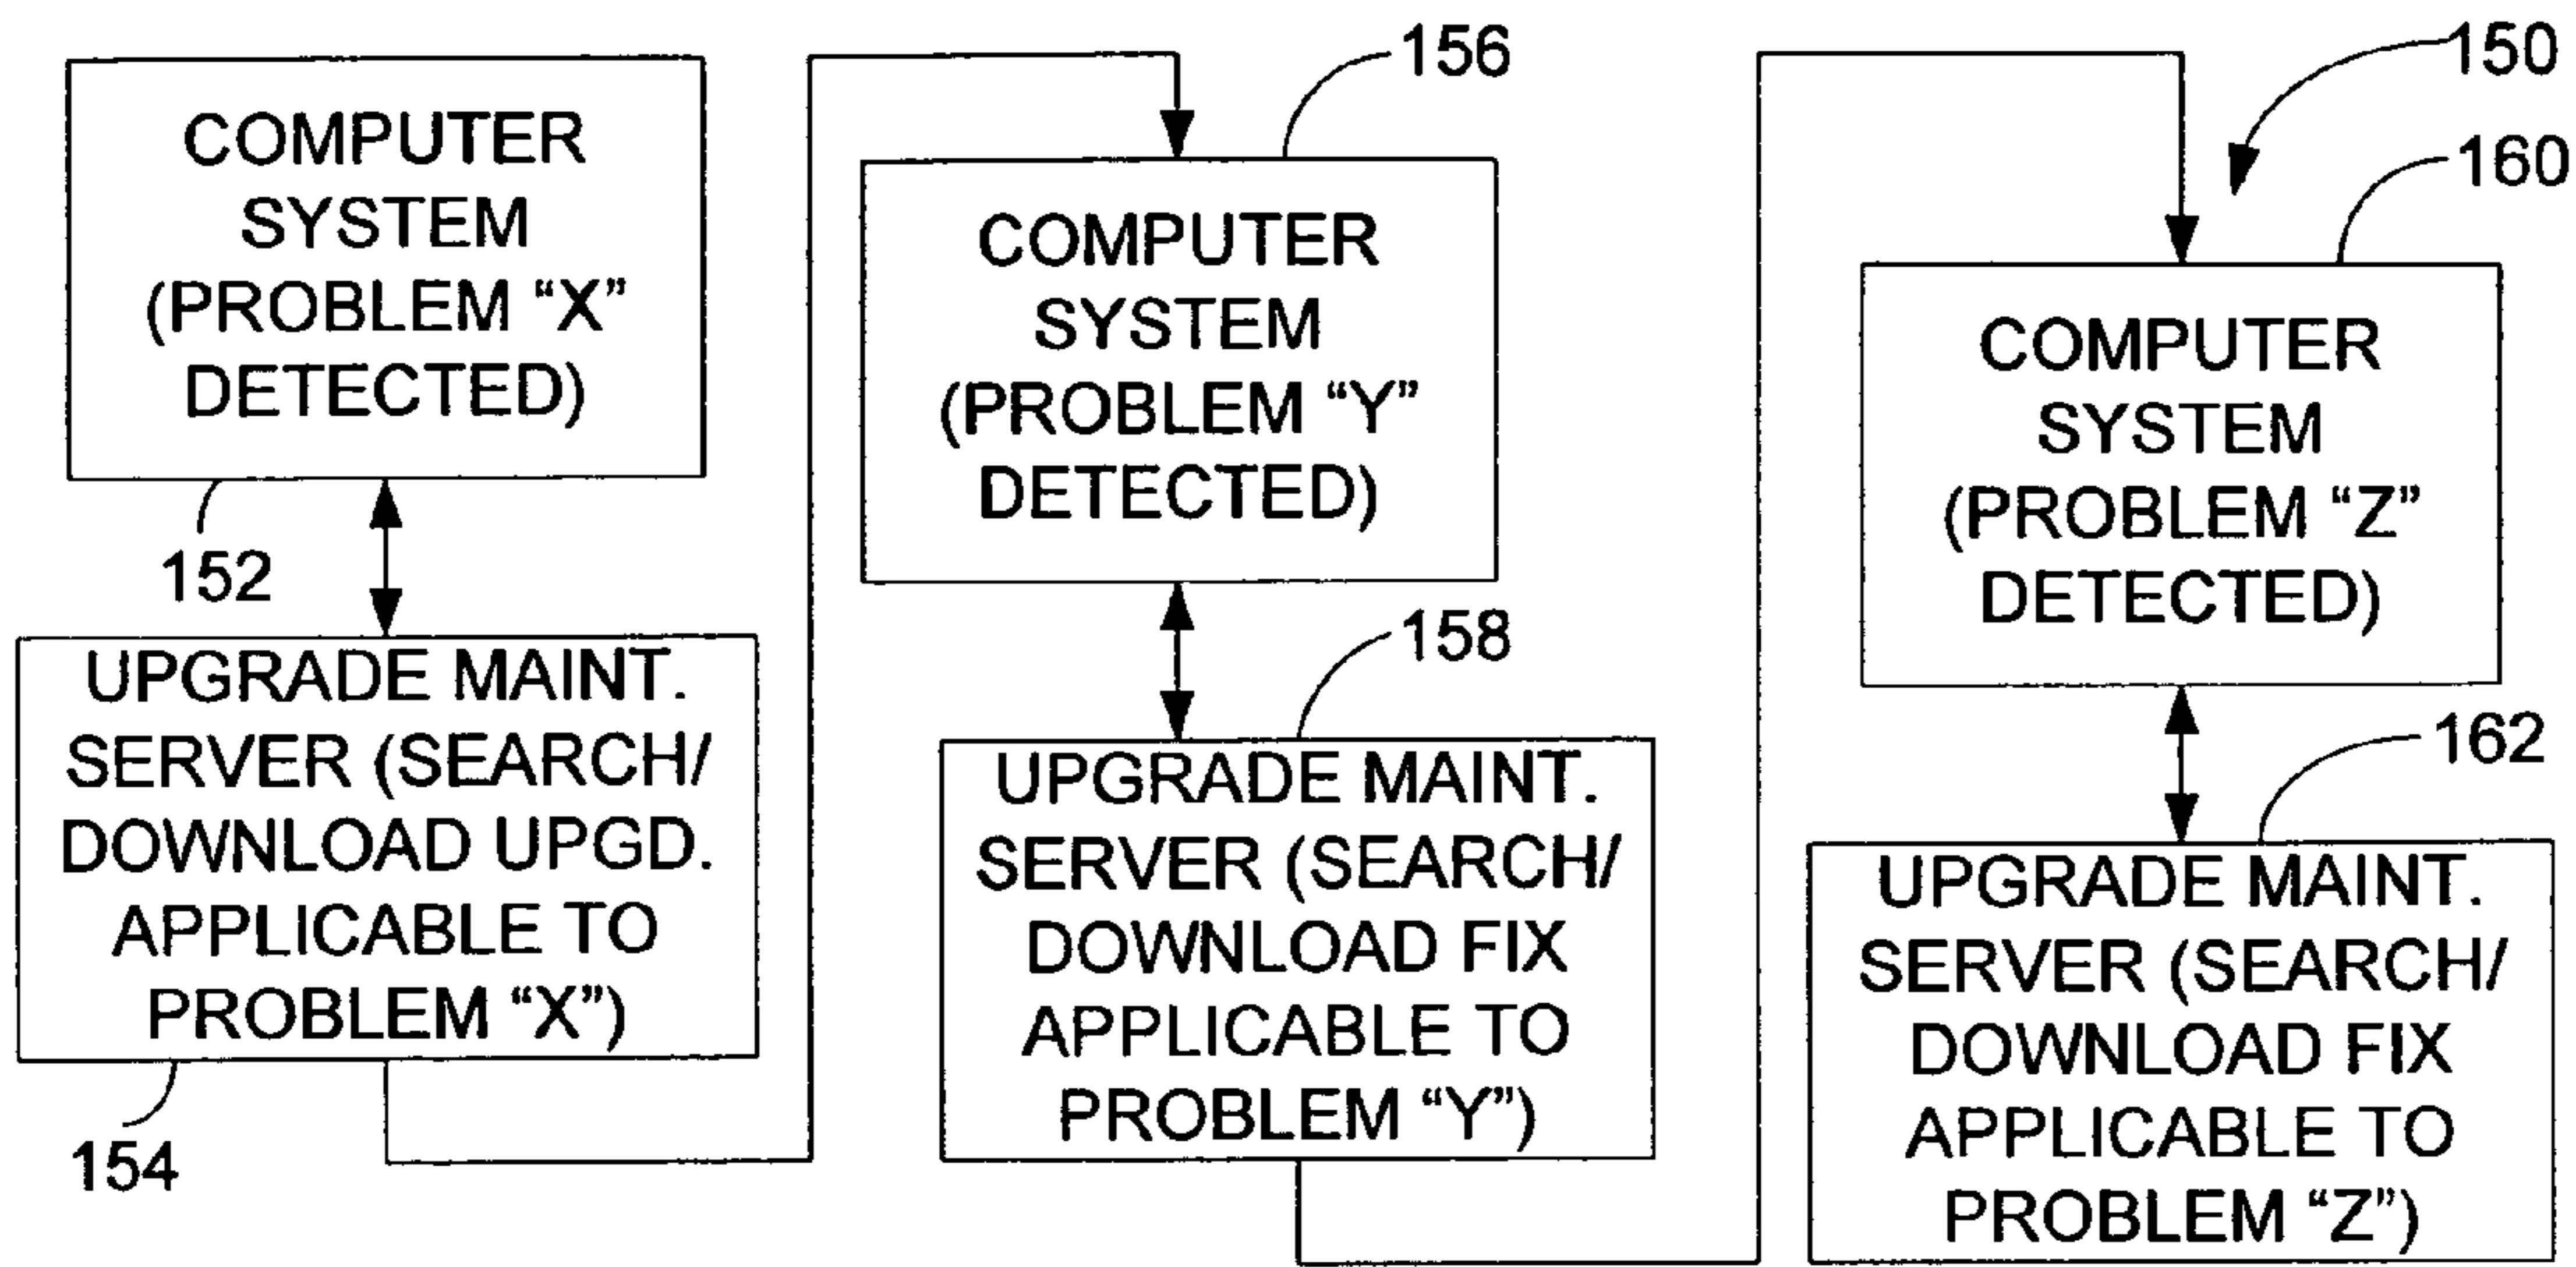 COMPUTER
SYSTEM
(PROBLEM “X”
DETECTED)
152
UPGRADE MAINT.
SERVER (SEARCH/
DOWNLOAD UPGD.
APPLICABLE TO
PROBLEM “X”)
154
156
COMPUTER
SYSTEM
(PROBLEM “Y”
DETECTED)
158
UPGRADE MAINT.
SERVER (SEARCH/
DOWNLOAD FIX
APPLICABLE TO
PROBLEM “Y”)
150
160
COMPUTER
SYSTEM
(PROBLEM “Z”
DETECTED)
162
UPGRADE MAINT.
SERVER (SEARCH/
DOWNLOAD FIX
APPLICABLE TO
PROBLEM “Z”)